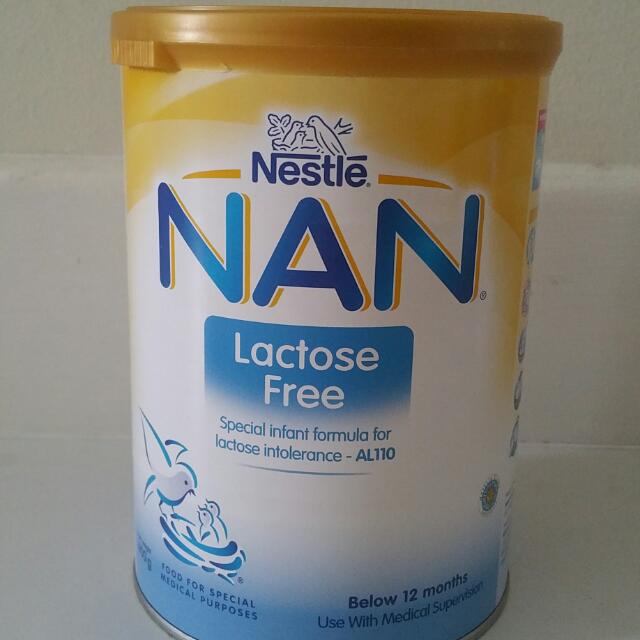 Nestlé®
NAN®
Lactose
Free
Special infant formula for
lactose intolerance - AL110
FOOD FOR SPECIAL
MEDICAL PURPOSES
Below 12 months
Use With Medical Supervision